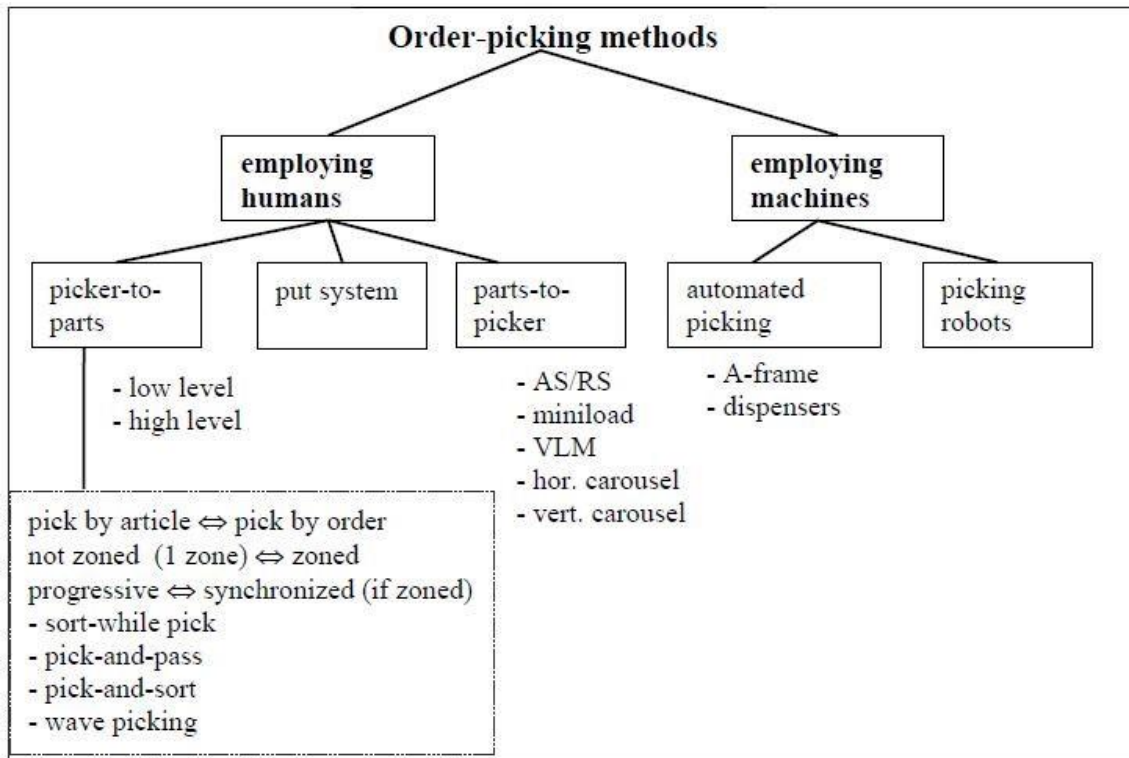 Order-picking methods
employing
humans
employing
machines
picker-to-
parts
put system
parts-to-
picker
automated
picking
picking
robots
- low level
- high level
- AS/RS
- miniload
- VLM
- hor. carousel
- vert. carousel
- A-frame
- dispensers
pick by article ⇔ pick by order
not zoned (1 zone) ⇔ zoned
progressive ⇔ synchronized (if zoned)
- sort-while pick
- pick-and-pass
- pick-and-sort
- wave picking